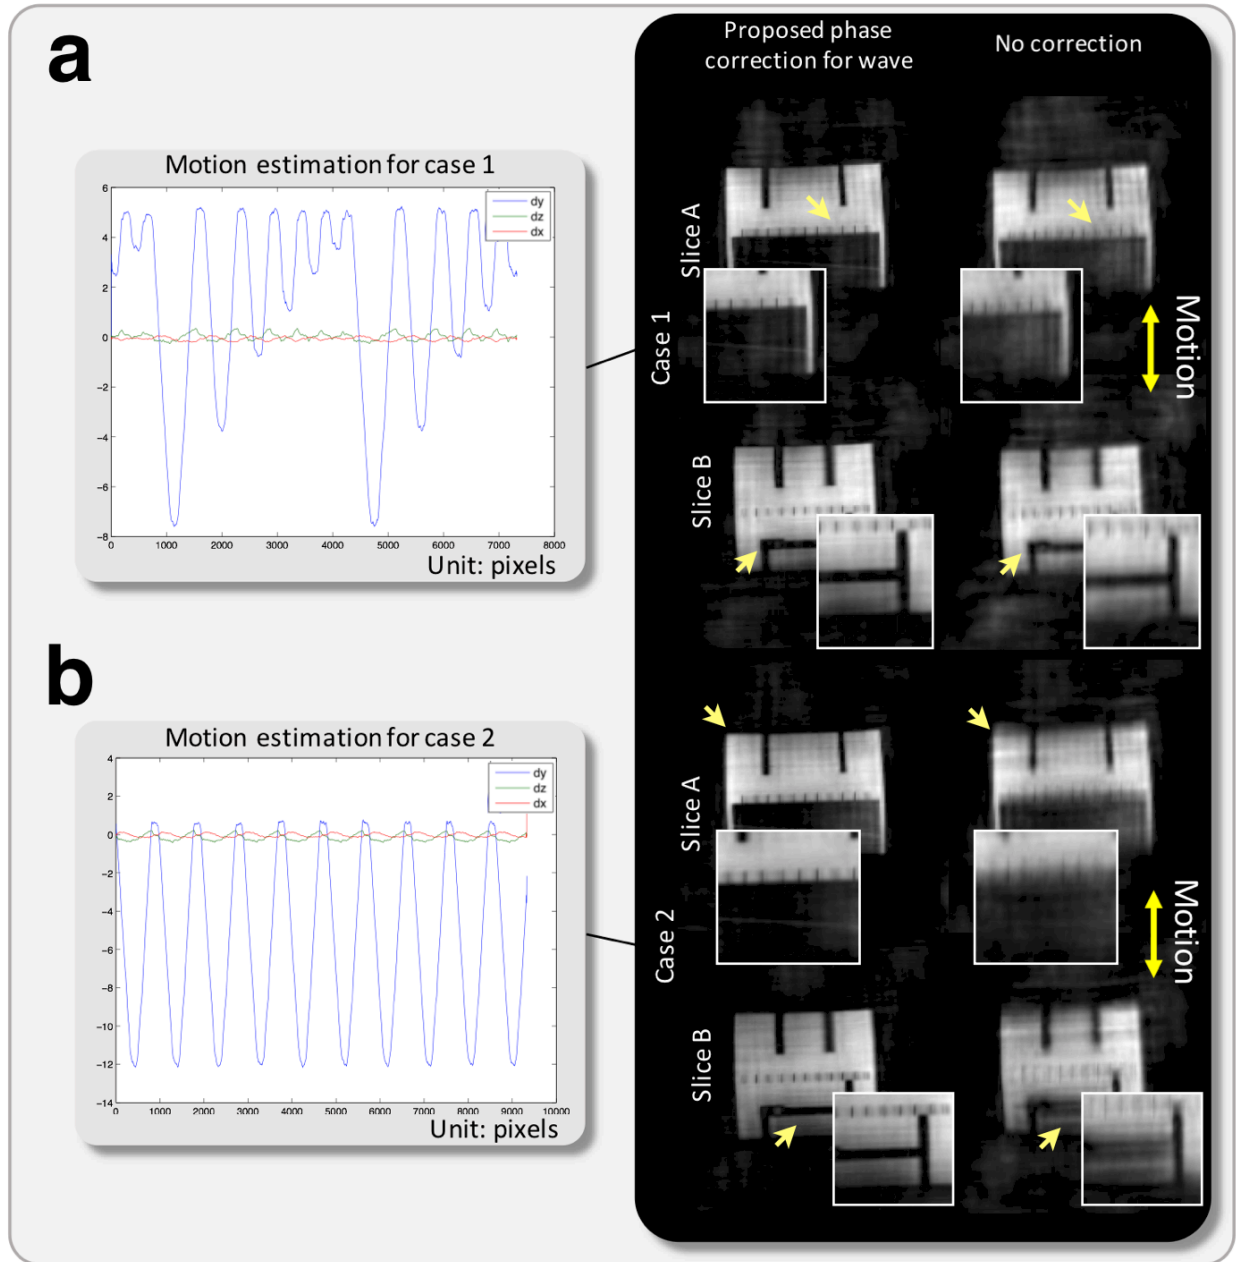 a
Motion estimation for case 1
6
4
2
0
−2
−4
−6
−8
dy
dz
dx
0 1000 2000 3000 4000 5000 6000 7000 8000
Unit: pixels
b
Motion estimation for case 2
4
2
0
−2
−4
−6
−8
−10
−12
−14
dy
dz
dx
0 1000 2000 3000 4000 5000 6000 7000 8000 9000 10000
Unit: pixels
Proposed phase
correction for wave
No correction
Slice A
Case 1
Motion
Slice B
Slice A
Case 2
Motion
Slice B